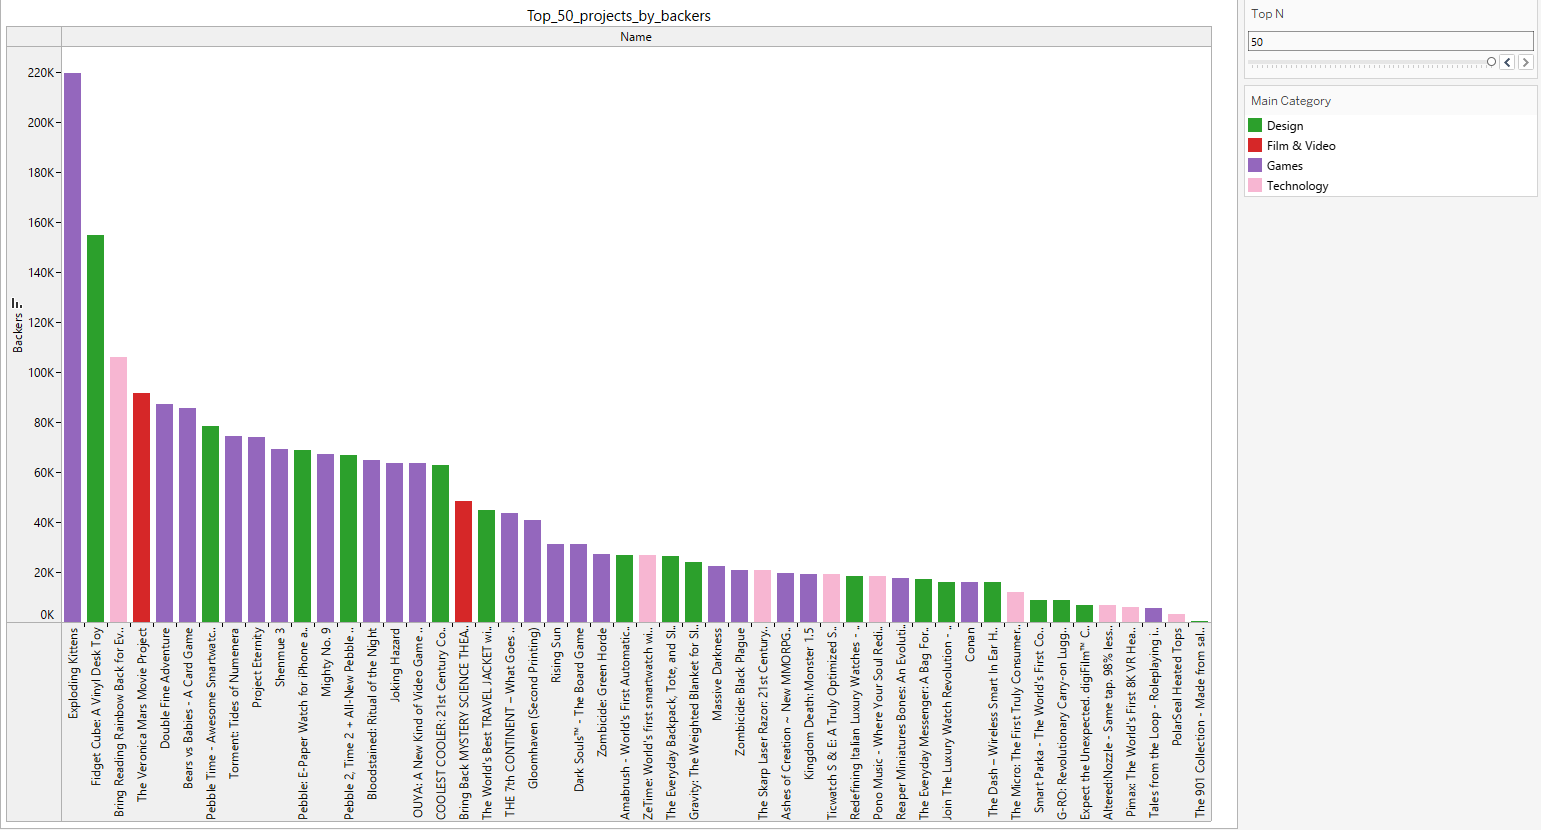 Top_50_projects_by_backers
Name
Backers
220K
200K
180K
160K
140K
120K
100K
80K
60K
40K
20K
0K
Exploding Kittens
Fidget Cube: A Vinyl Desk Toy
Bring Reading Rainbow Back for Ev..
The Veronica Mars Movie Project
Double Fine Adventure
Bears vs Babies - A Card Game
Pebble Time - Awesome Smartwatc..
Torment: Tides of Numenera
Project Eternity
Shenmue 3
Pebble: E-Paper Watch for iPhone a..
Mighty No. 9
Pebble 2, Time 2 + All-New Pebble ..
Bloodstained: Ritual of the Night
Joking Hazard
OUYA: A New Kind of Video Game ..
COOLEST COOLER: 21st Century Co..
Bring Back MYSTERY SCIENCE THEA..
The World's Best TRAVEL JACKET wi..
THE 7th CONTINENT – What Goes ..
Gloomhaven (Second Printing)
Rising Sun
Dark Souls™ - The Board Game
Zombicide: Green Horde
Amabrush - World's First Automatic..
ZeTime: World's first smartwatch wi..
The Everyday Backpack, Tote, and Sl..
Gravity: The Weighted Blanket for Sl..
Massive Darkness
Zombicide: Black Plague
The Skarp Laser Razor: 21st Century..
Ashes of Creation ~ New MMORPG..
Kingdom Death: Monster 1.5
Ticwatch S & E: A Truly Optimized S..
Redefining Italian Luxury Watches - ..
Pono Music - Where Your Soul Redi..
Reaper Miniatures Bones: An Evoluti..
The Everyday Messenger: A Bag For..
Join The Luxury Watch Revolution - ..
Conan
The Dash – Wireless Smart In Ear H..
The Micro: The First Truly Consumer..
Smart Parka - The World's First Co..
G-RO: Revolutionary Carry-on Lugg..
Expect the Unexpected. digiFilm™ C..
Altered:Nozzle - Same tap. 98% less..
Pimax: The World's First 8K VR Hea..
Tales from the Loop - Roleplaying i..
PolarSeal Heated Tops
The 901 Collection - Made from sal..
Top N
50
Main Category
Design
Film & Video
Games
Technology